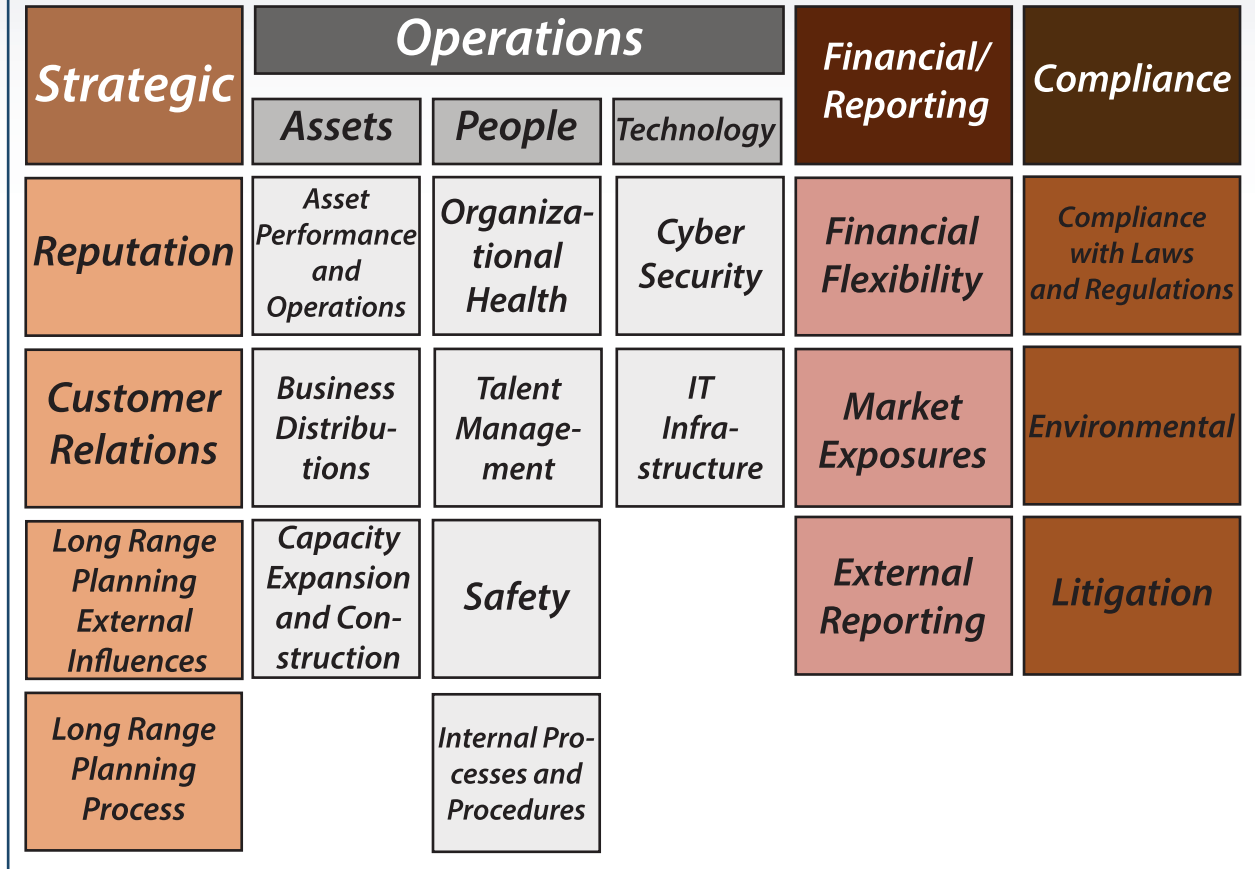 Strategic
Operations
Financial/
Reporting
Compliance
Assets
People
Technology
Reputation
Asset
Performance
and
Operations
Organiza-
tional
Health
Cyber
Security
Financial
Flexibility
Compliance
with Laws
and Regulations
Customer
Relations
Business
Distribu-
tions
Talent
Manage-
ment
IT
Infra-
structure
Market
Exposures
Environmental
Long Range
Planning
External
Influences
Capacity
Expansion
and Con-
struction
Safety
External
Reporting
Litigation
Long Range
Planning
Process
Internal Pro-
cesses and
Procedures